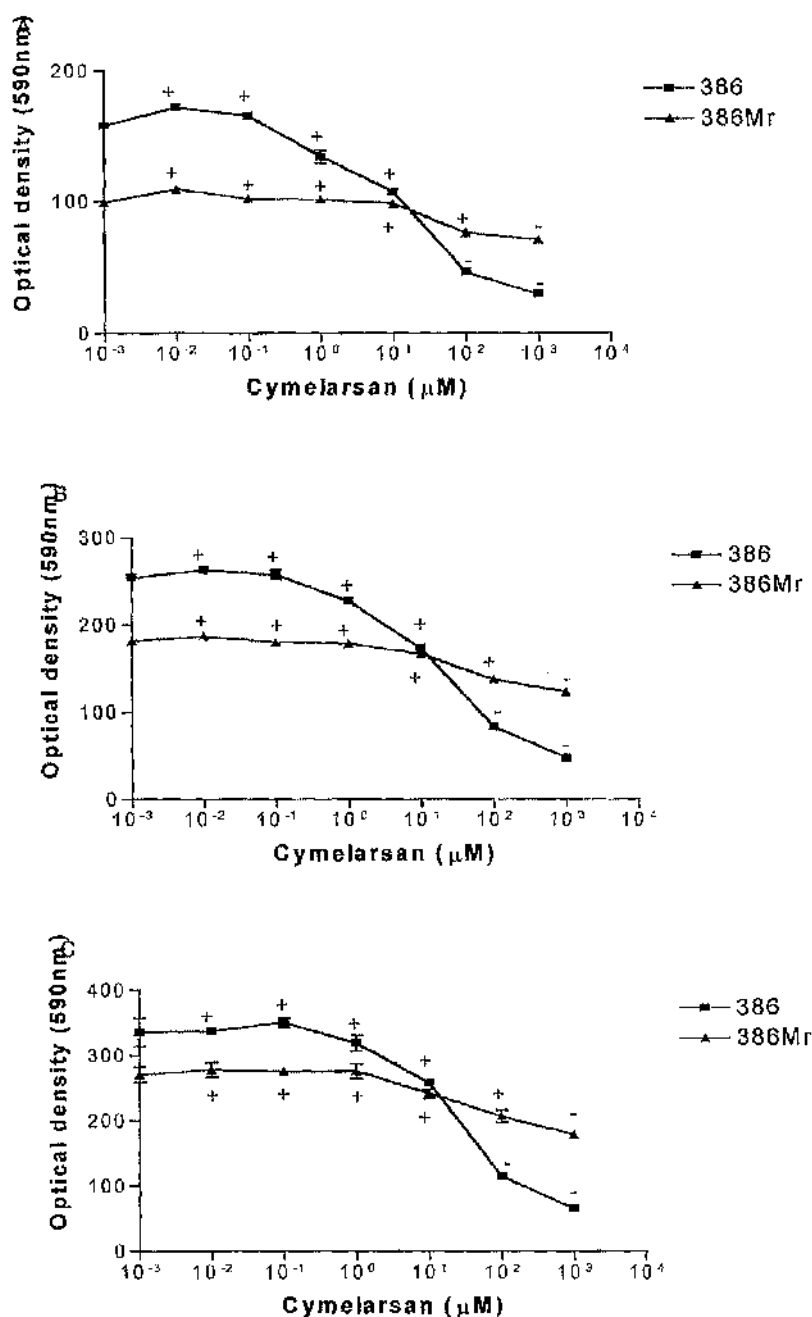 A
Optical density (590nm)
200
100
0
386
386Mr
+ + + + -
+ + + + + -
10⁻³ 10⁻² 10⁻¹ 10⁰ 10¹ 10² 10³ 10⁴
Cymelarsan (μM)
B
Optical density (590nm)
300
200
100
0
386
386Mr
+ + + + - -
+ + + + + -
10⁻³ 10⁻² 10⁻¹ 10⁰ 10¹ 10² 10³ 10⁴
Cymelarsan (μM)
Optical density (590nm)
400
300
200
100
0
386
386Mr
+ + + + + - -
+ + + + + + -
10⁻³ 10⁻² 10⁻¹ 10⁰ 10¹ 10² 10³ 10⁴
Cymelarsan (μM)